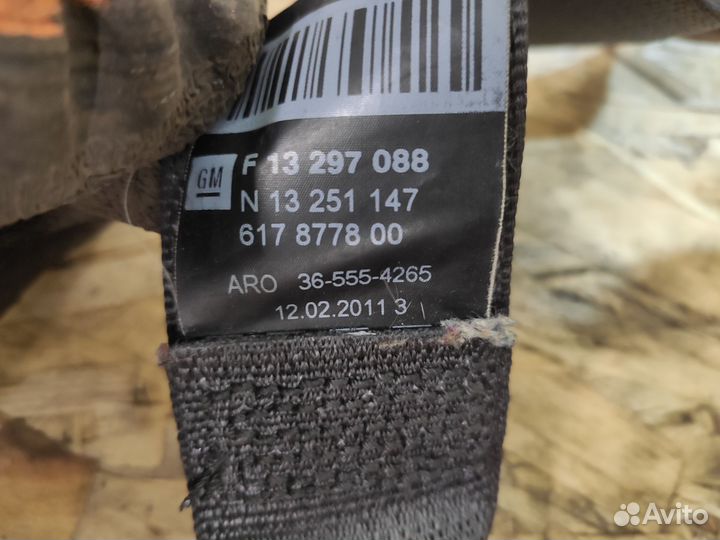 GM
F 13 297 088
N 13 251 147
617 8778 00
ARO 36-555-4265
12.02.2011 3
Avito